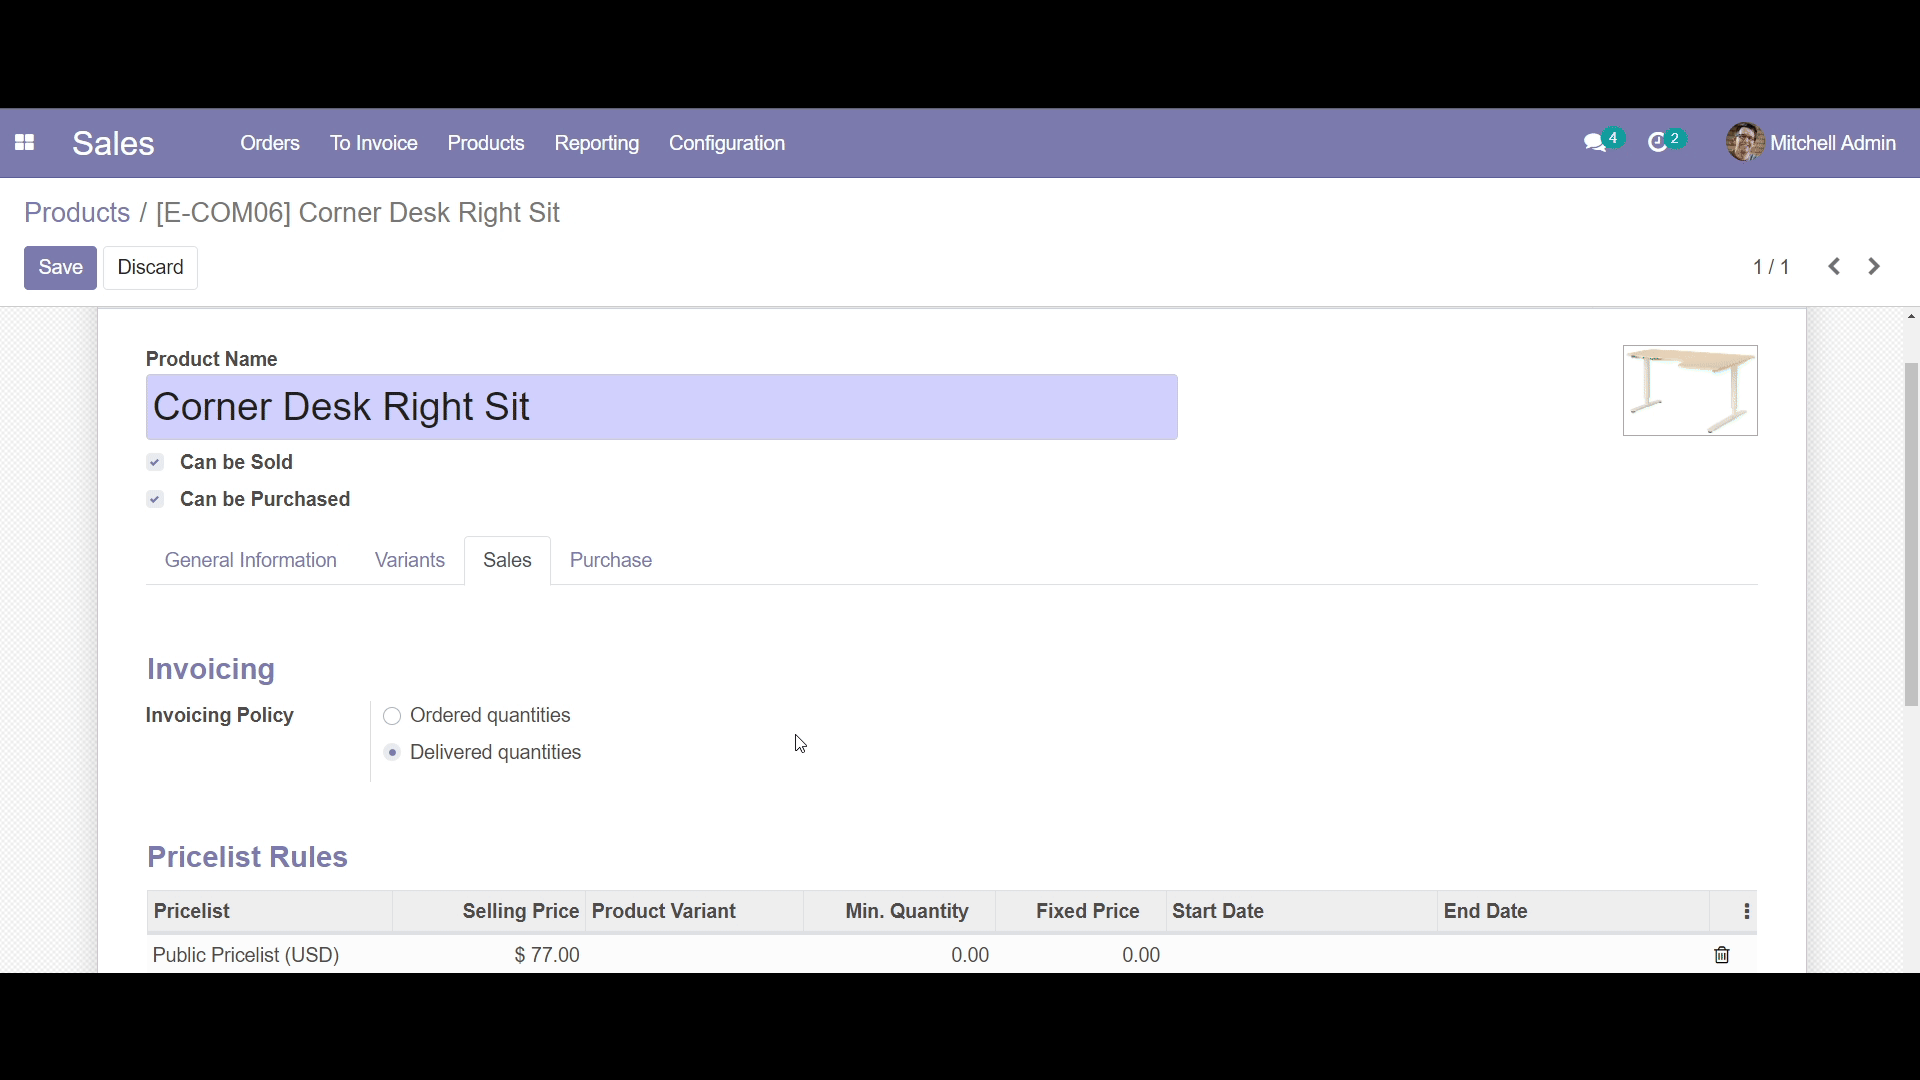 Sales Orders To Invoice Products Reporting Configuration 4 2 Mitchell Admin
Products / [E-COM06] Corner Desk Right Sit
Save Discard 1 / 1
Product Name
Corner Desk Right Sit
Can be Sold
Can be Purchased
General Information Variants Sales Purchase
Invoicing
Invoicing Policy Ordered quantities
Delivered quantities
Pricelist Rules
Pricelist Selling Price Product Variant Min. Quantity Fixed Price Start Date End Date
Public Pricelist (USD) $ 77.00 0.00 0.00